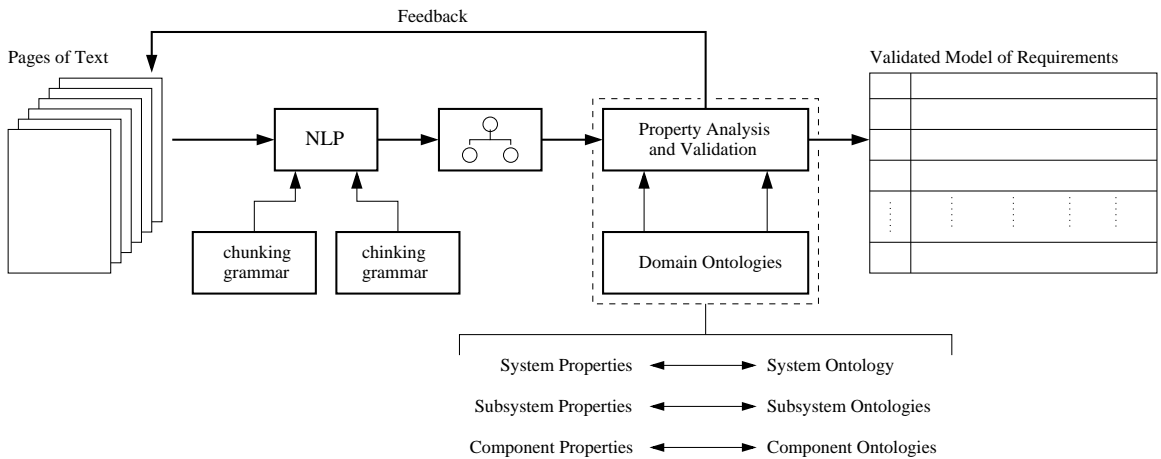 Feedback
Pages of Text
Validated Model of Requirements
NLP
Property Analysis
and Validation
chunking
grammar
chinking
grammar
Domain Ontologies
System Properties
System Ontology
Subsystem Properties
Subsystem Ontologies
Component Properties
Component Ontologies